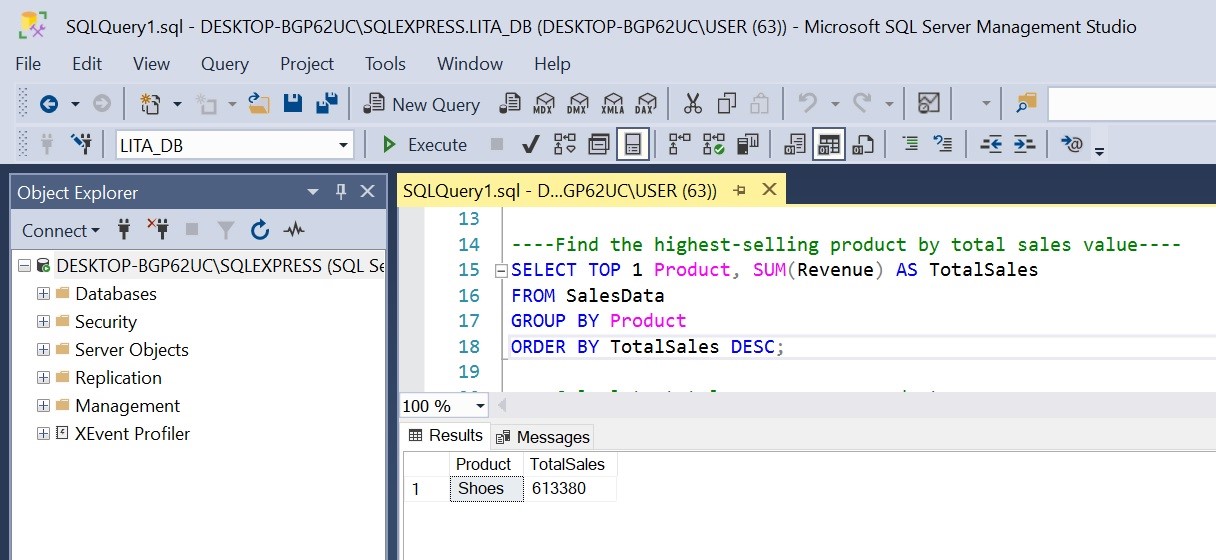 SQLQuery1.sql - DESKTOP-BGP62UC\SQLEXPRESS.LITA_DB (DESKTOP-BGP62UC\USER (63)) - Microsoft SQL Server Management Studio
File Edit View Query Project Tools Window Help
New Query MDX DMX XMLA DAX
LITA_DB Execute
Object Explorer
Connect
DESKTOP-BGP62UC\SQLEXPRESS (SQL Se
Databases
Security
Server Objects
Replication
Management
XEvent Profiler
SQLQuery1.sql - D...GP62UC\USER (63))
13
14 ----Find the highest-selling product by total sales value----
15 SELECT TOP 1 Product, SUM(Revenue) AS TotalSales
16 FROM SalesData
17 GROUP BY Product
18 ORDER BY TotalSales DESC;
19
100 %
Results Messages
Product TotalSales
1 Shoes 613380